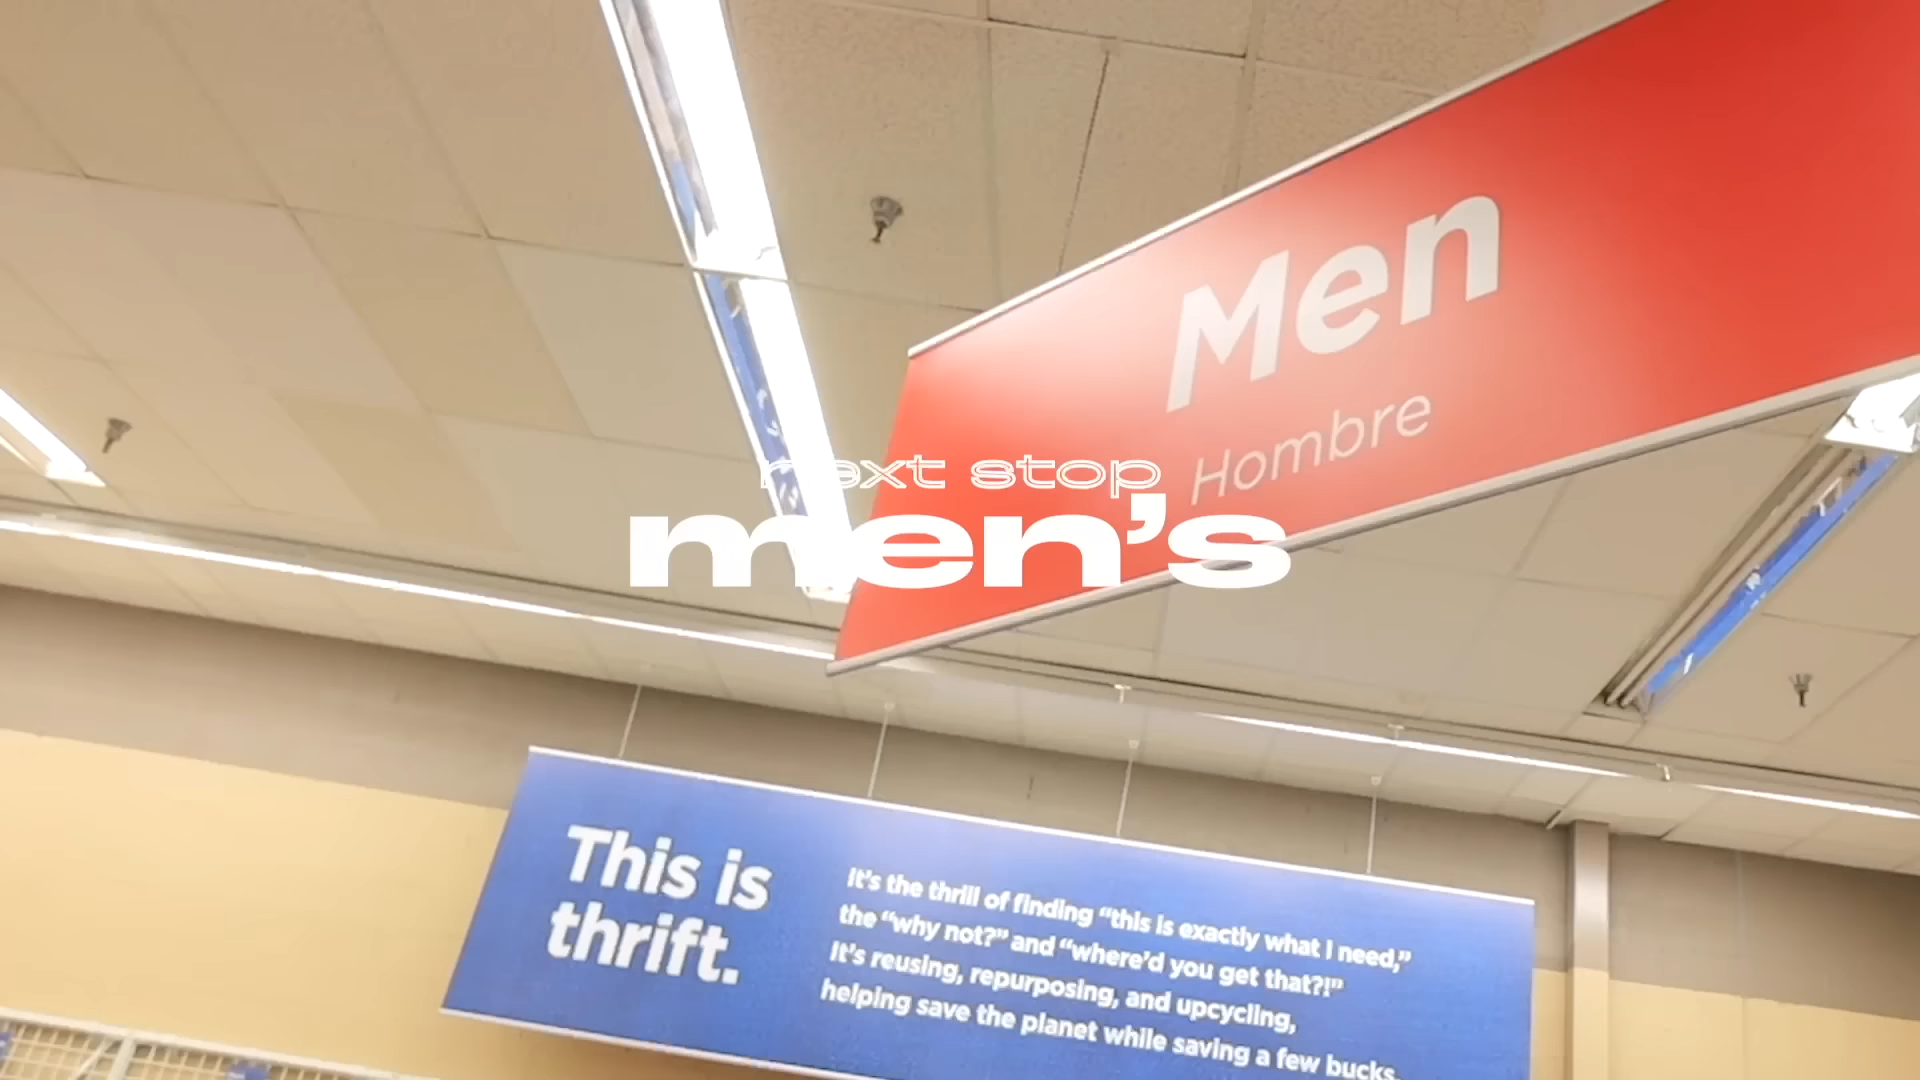 Men
Hombre
next stop
men's
This is
thrift.
It's the thrill of finding “this is exactly what I need,”
the “why not?” and “where'd you get that?!”
It's reusing, repurposing, and upcycling,
helping save the planet while saving a few bucks.